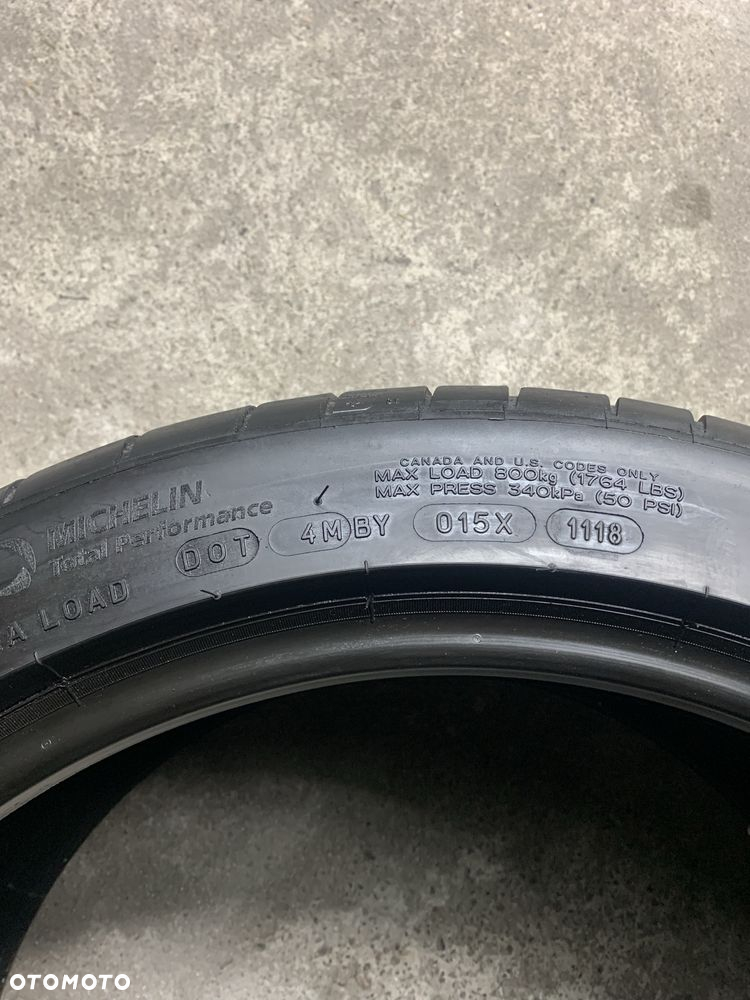 CANADA AND U.S. CODES ONLY
MAX LOAD 800kg (1764 LBS)
MAX PRESS 340kPa (50 PSI)
MICHELIN
Total Performance
DOT 4M BY 015X 1118
A LOAD
OTOMOTO